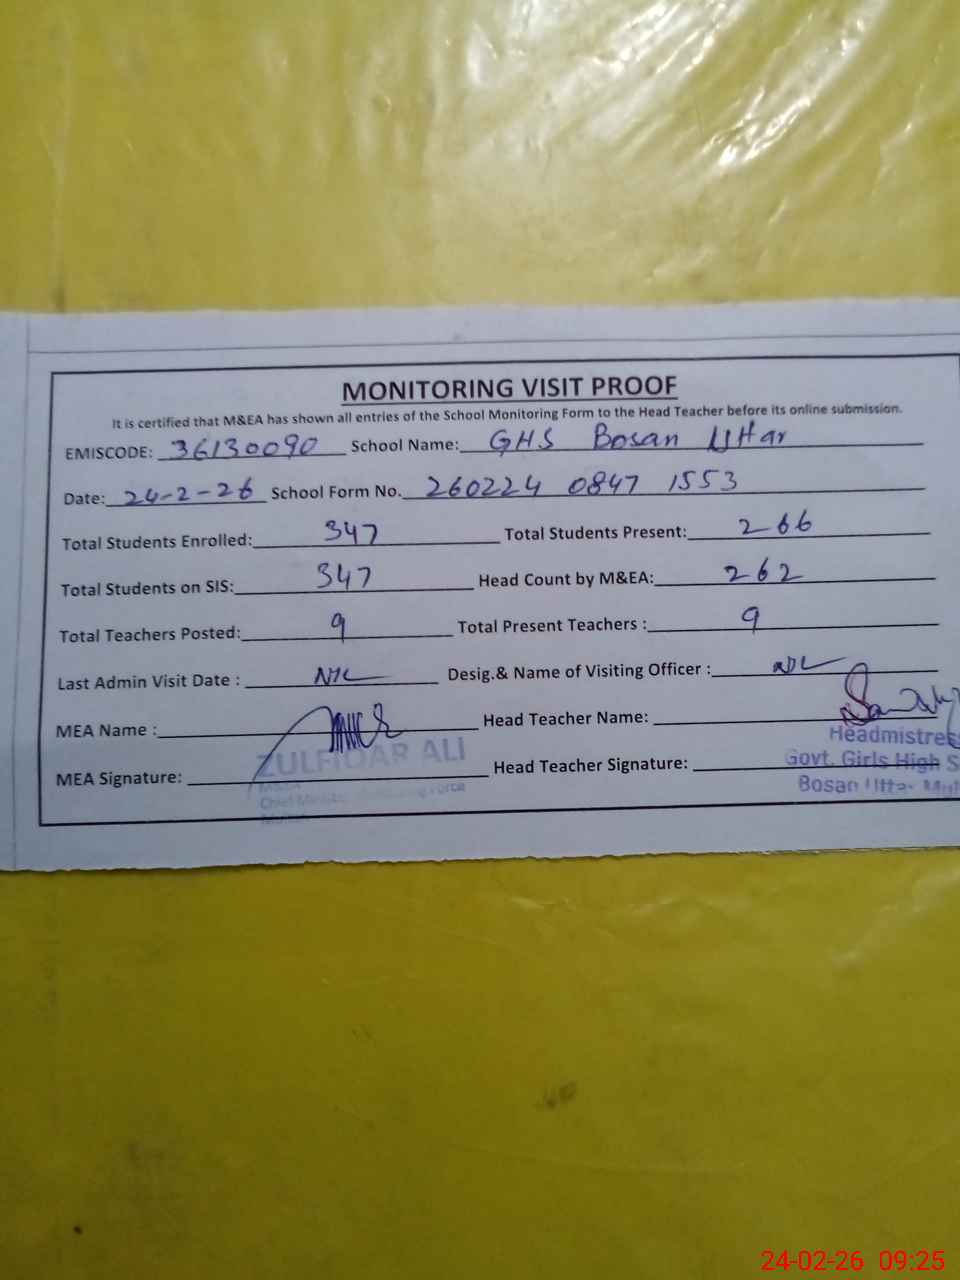 MONITORING VISIT PROOF
It is certified that M&EA has shown all entries of the School Monitoring Form to the Head Teacher before its online submission.
EMISCODE: 36130090 School Name: GHS Bosan Uttar
Date: 24-2-26 School Form No. 260224 0847 1553
Total Students Enrolled: 347 Total Students Present: 266
Total Students on SIS: 347 Head Count by M&EA: 262
Total Teachers Posted: 9 Total Present Teachers : 9
Last Admin Visit Date : NIL Desig.& Name of Visiting Officer : NIL
MEA Name : Head Teacher Name:
ZULFIQAR ALI Headmistres
MEA Signature: Head Teacher Signature: Govt. Girls High S
Bosan Utta
24-02-26 09:25